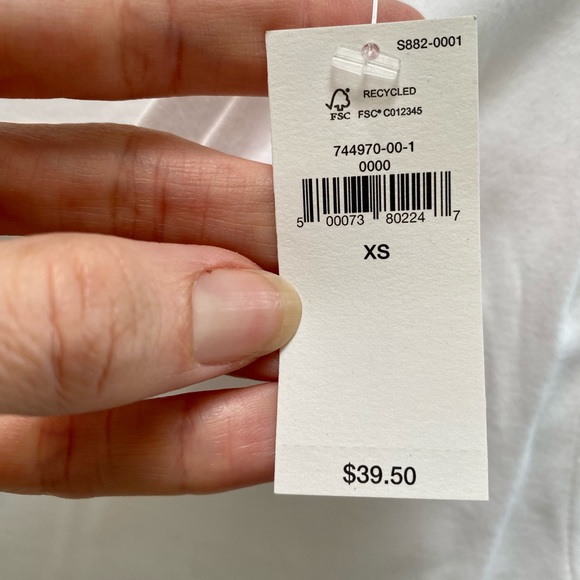 S882-0001
RECYCLED
FSC
FSC® C012345
744970-00-1
0000
5 00073 80224 7
XS
$39.50